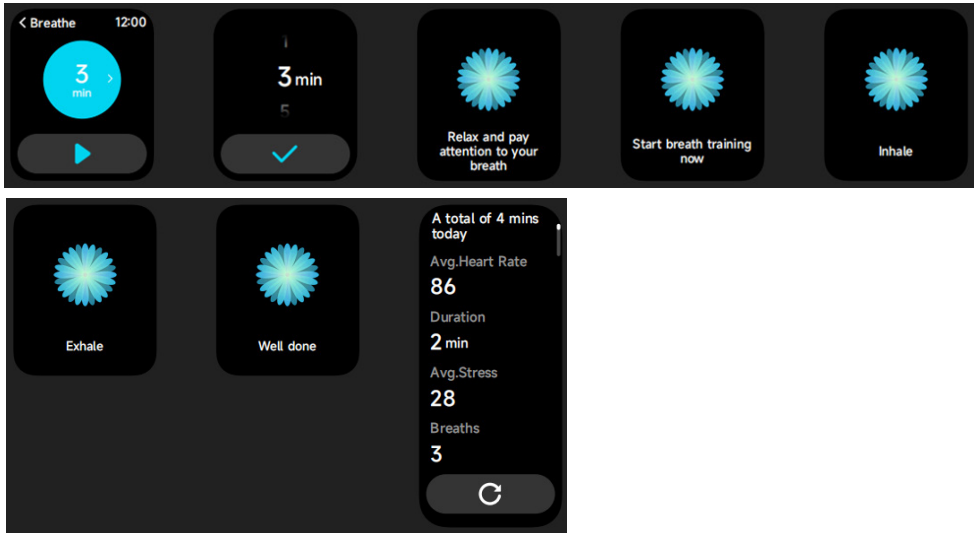 Breathe 12:00
3
min
1
3 min
5
Relax and pay
attention to your
breath
Start breath training
now
Inhale
Exhale
Well done
A total of 4 mins
today
Avg.Heart Rate
86
Duration
2 min
Avg.Stress
28
Breaths
3